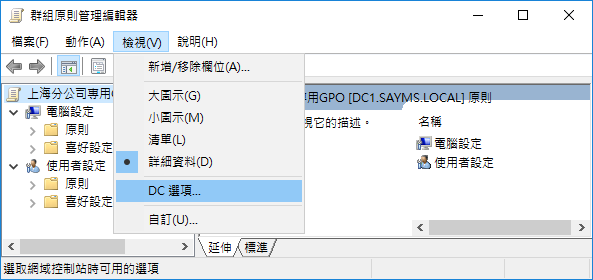 群組原則管理編輯器
檔案(F) 動作(A) 檢視(V) 說明(H)
新增/移除欄位(A)...
大圖示(G)
小圖示(M)
清單(L)
詳細資料(D)
DC 選項...
自訂(U)...
上海分公司專用
電腦設定
原則
喜好設定
使用者設定
原則
喜好設定
用GPO [DC1.SAYMS.LOCAL] 原則
它的描述。
名稱
電腦設定
使用者設定
延伸 標準
選取網域控制站時可用的選項